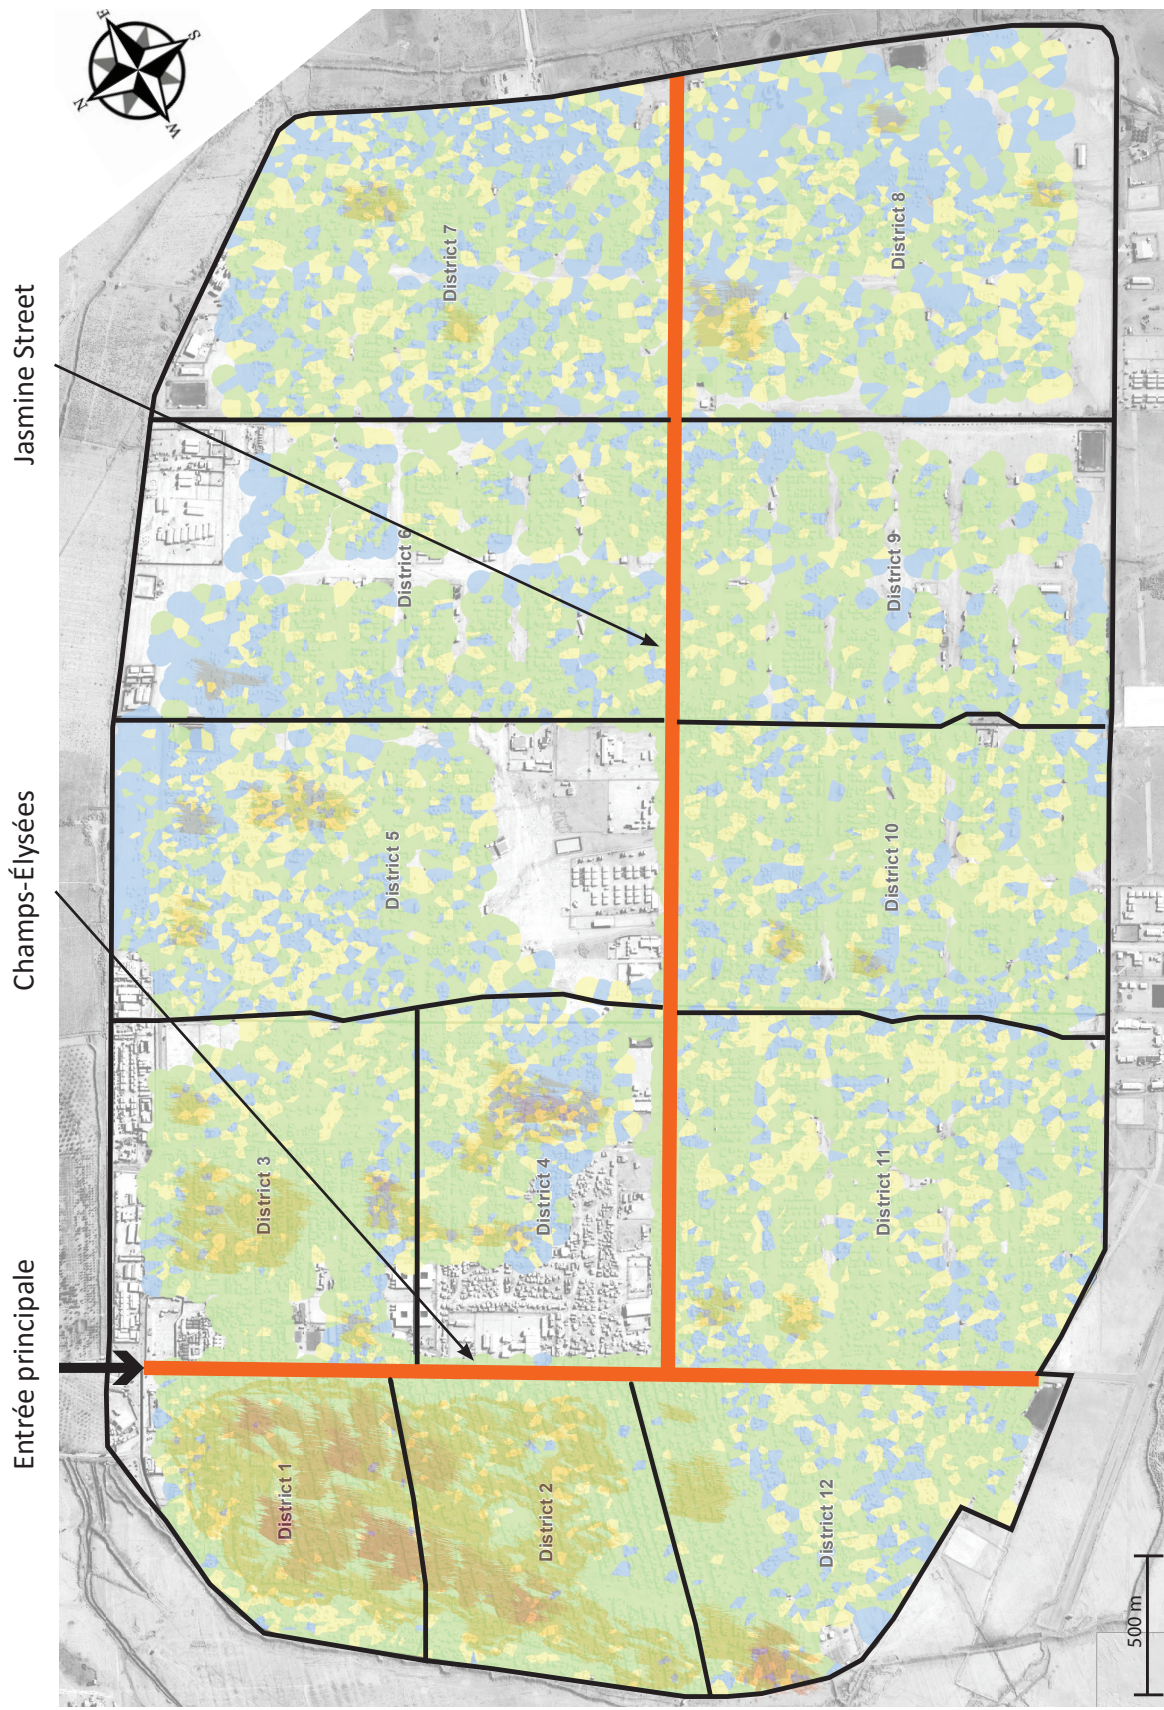 Entrée principale
Champs-Élysées
Jasmine Street
N
E
S
W
District 1
District 2
District 3
District 4
District 5
District 6
District 7
District 8
District 9
District 10
District 11
District 12
500 m